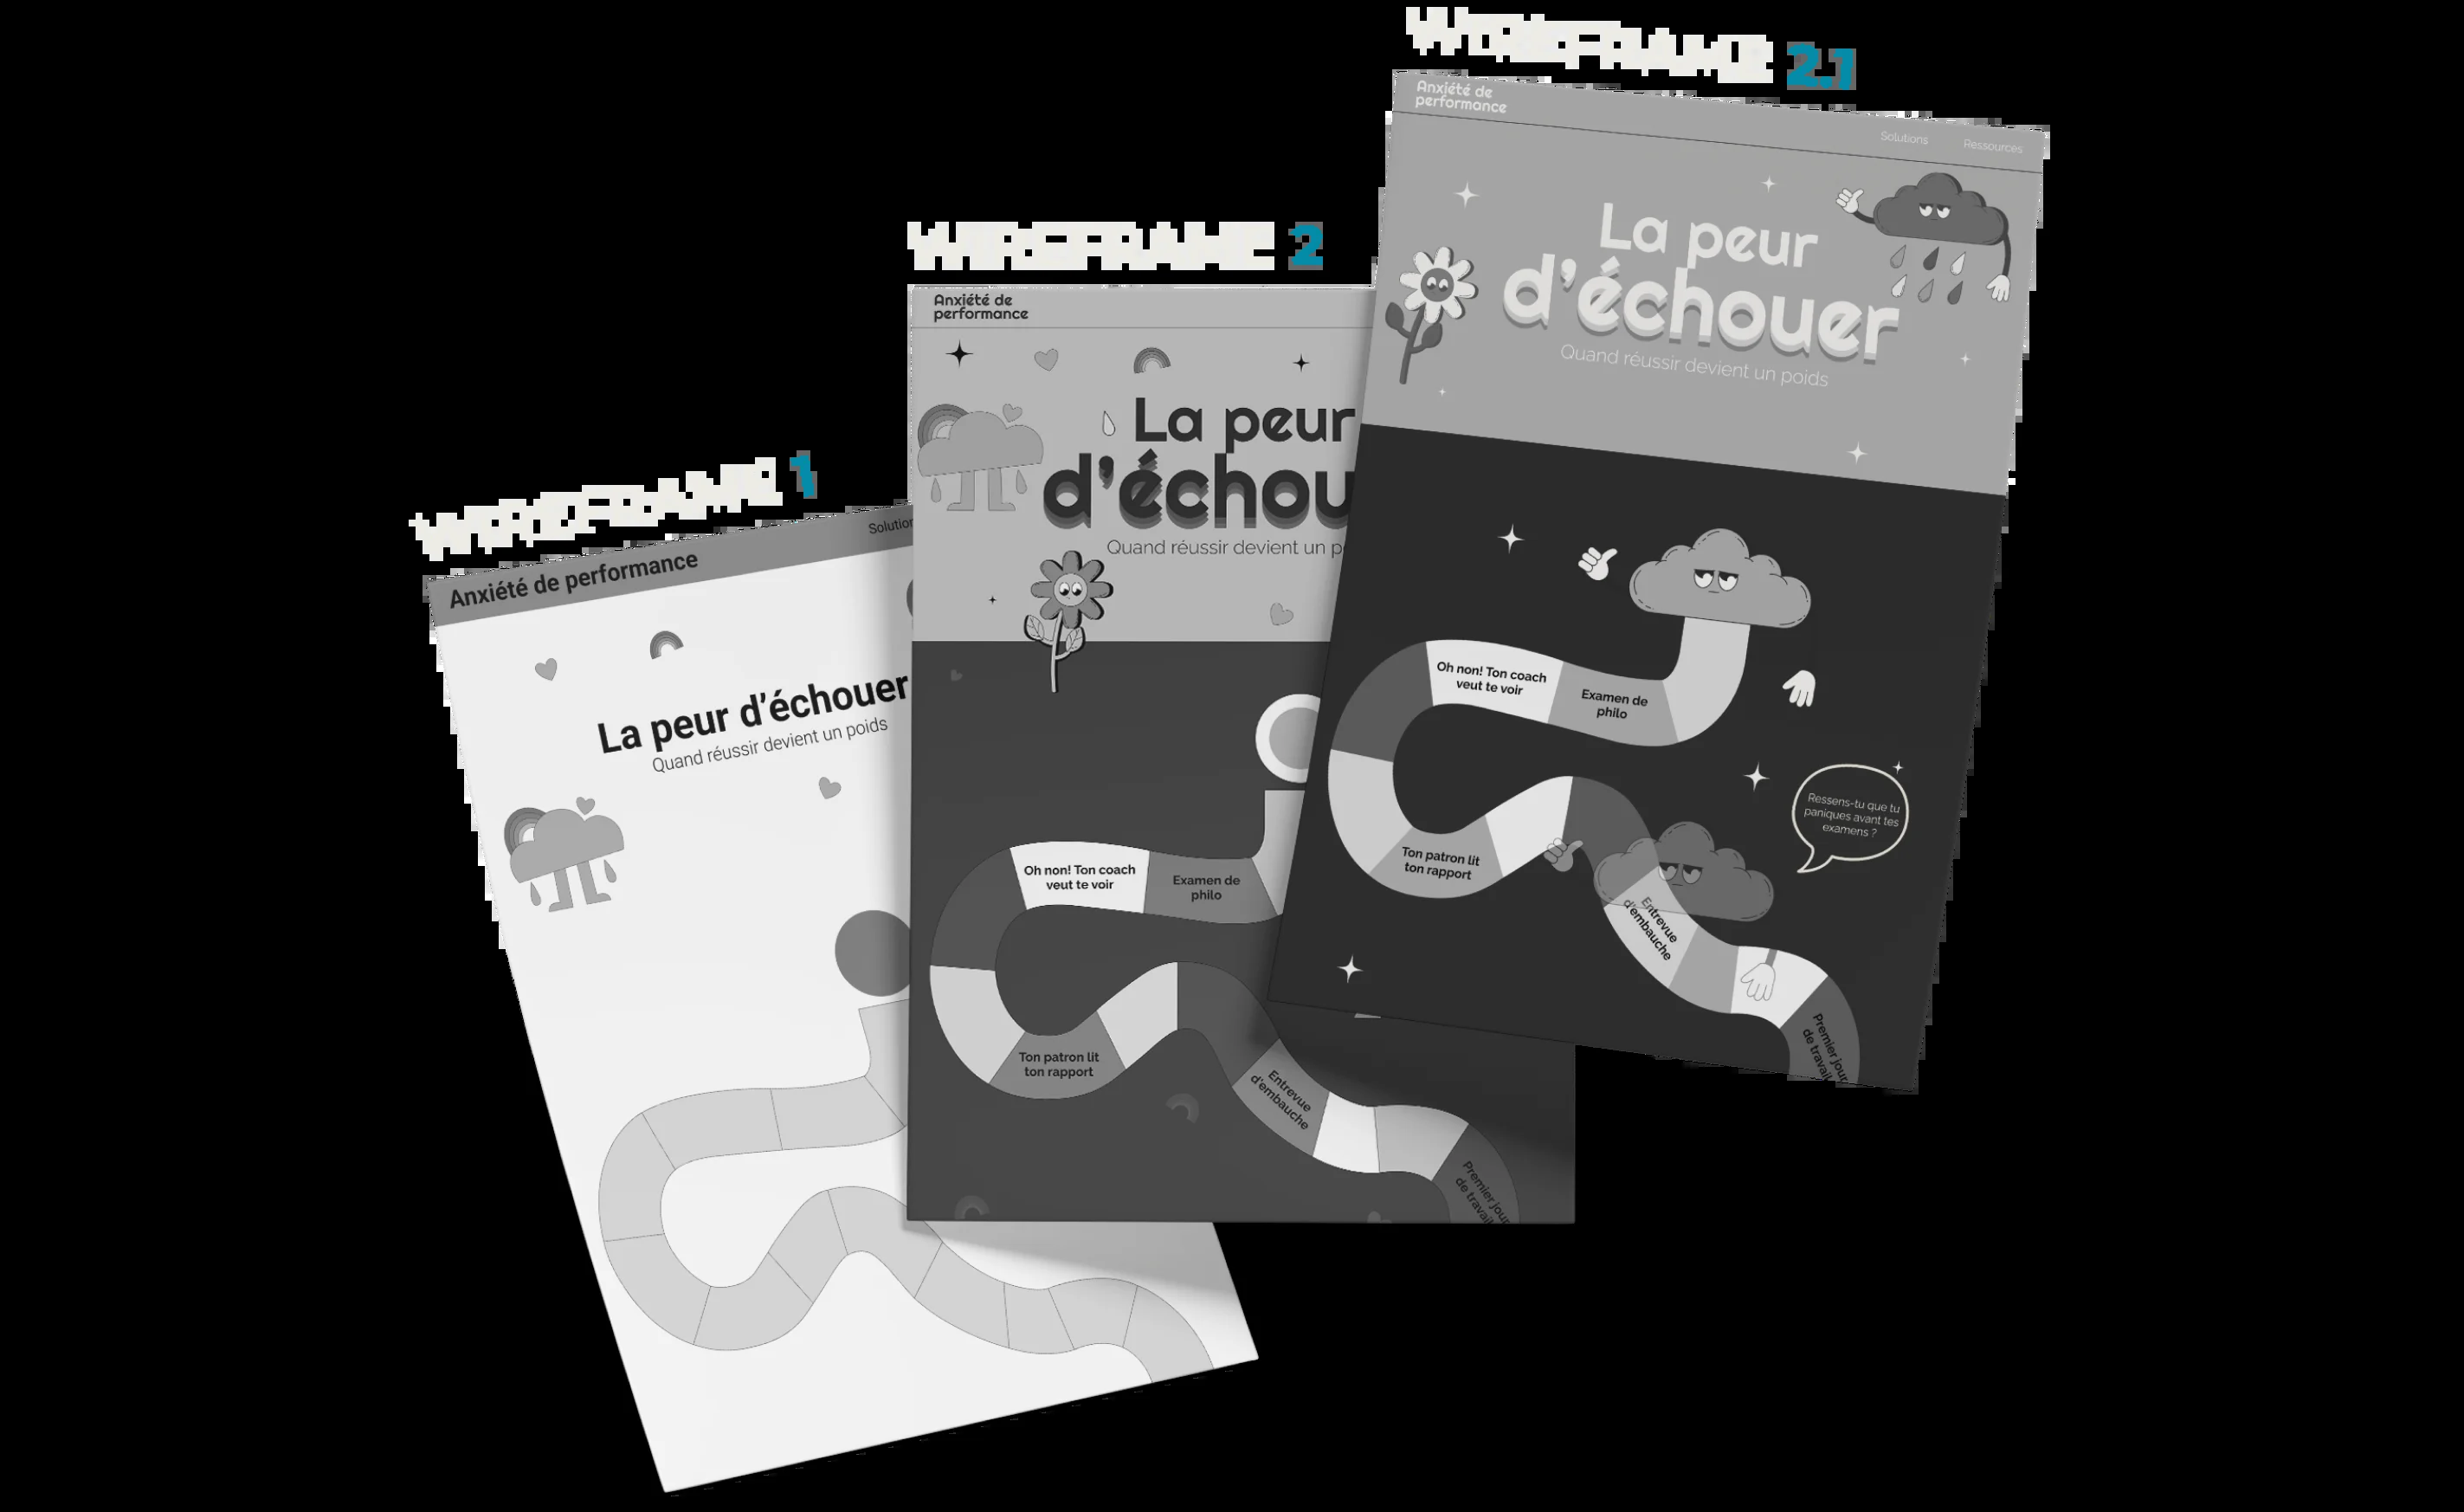 WIREFRAME 1
Anxiété de performance
La peur d'échouer
Quand réussir devient un poids
WIREFRAME 2
Anxiété de
performance
La peur
Quand réussir devient un
Oh non! Ton coach
veut te voir
Examen de
philo
Ton patron lit
ton rapport
Entrevue
d'embauche
Premier jour
de travail
WIREFRAME 2.1
Anxiété de
performance
Solutions
Ressources
La peur
d'échouer
Quand réussir devient un poids
Oh non! Ton coach
veut te voir
Examen de
philo
Ressens-tu que tu
paniques avant tes
examens ?
Ton patron lit
ton rapport
Entrevue
d'embauche
Premier jour
de travail